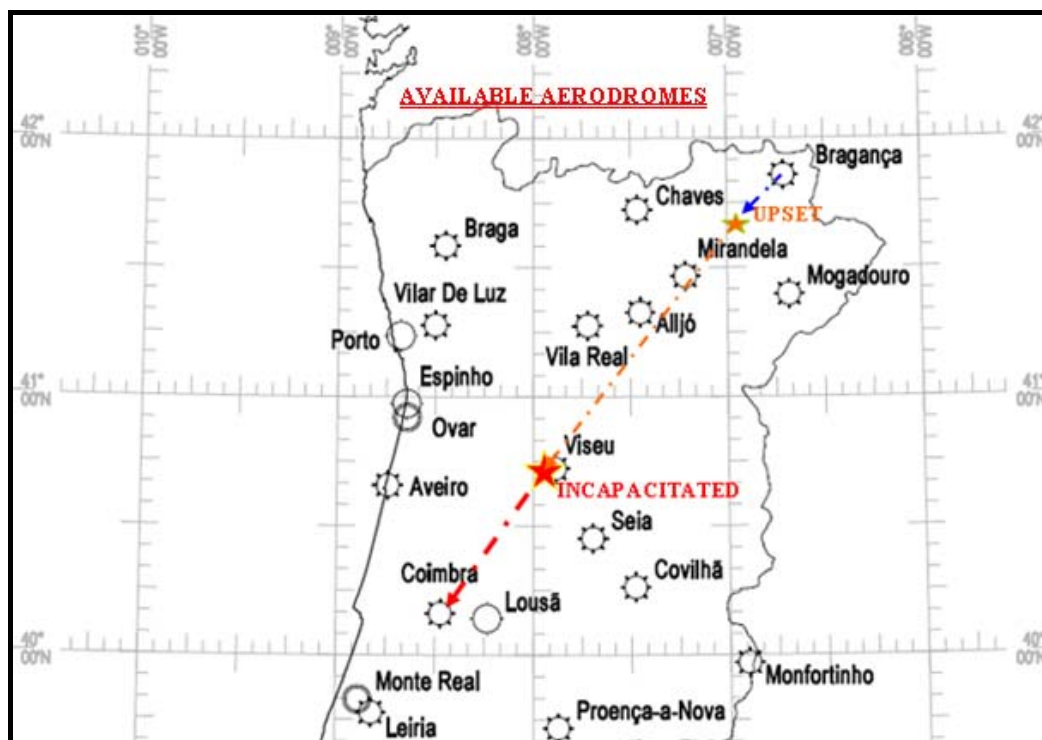 010° 00'W
009° 00'W
008° 00'W
007° 00'W
006° 00'W
AVAILABLE AERODROMES
42° 00'N
42° 00'N
Bragança
Chaves
UPSET
Braga
Mirandela
Mogadouro
Vilar De Luz
Alljó
Porto
Vila Real
41° 00'N
41° 00'N
Espinho
Ovar
Viseu
Aveiro
INCAPACITATED
Seia
Coimbra
Covilhã
Lousã
40° 00'N
40° 00'N
Monfortinho
Monte Real
Proença-a-Nova
Leiria